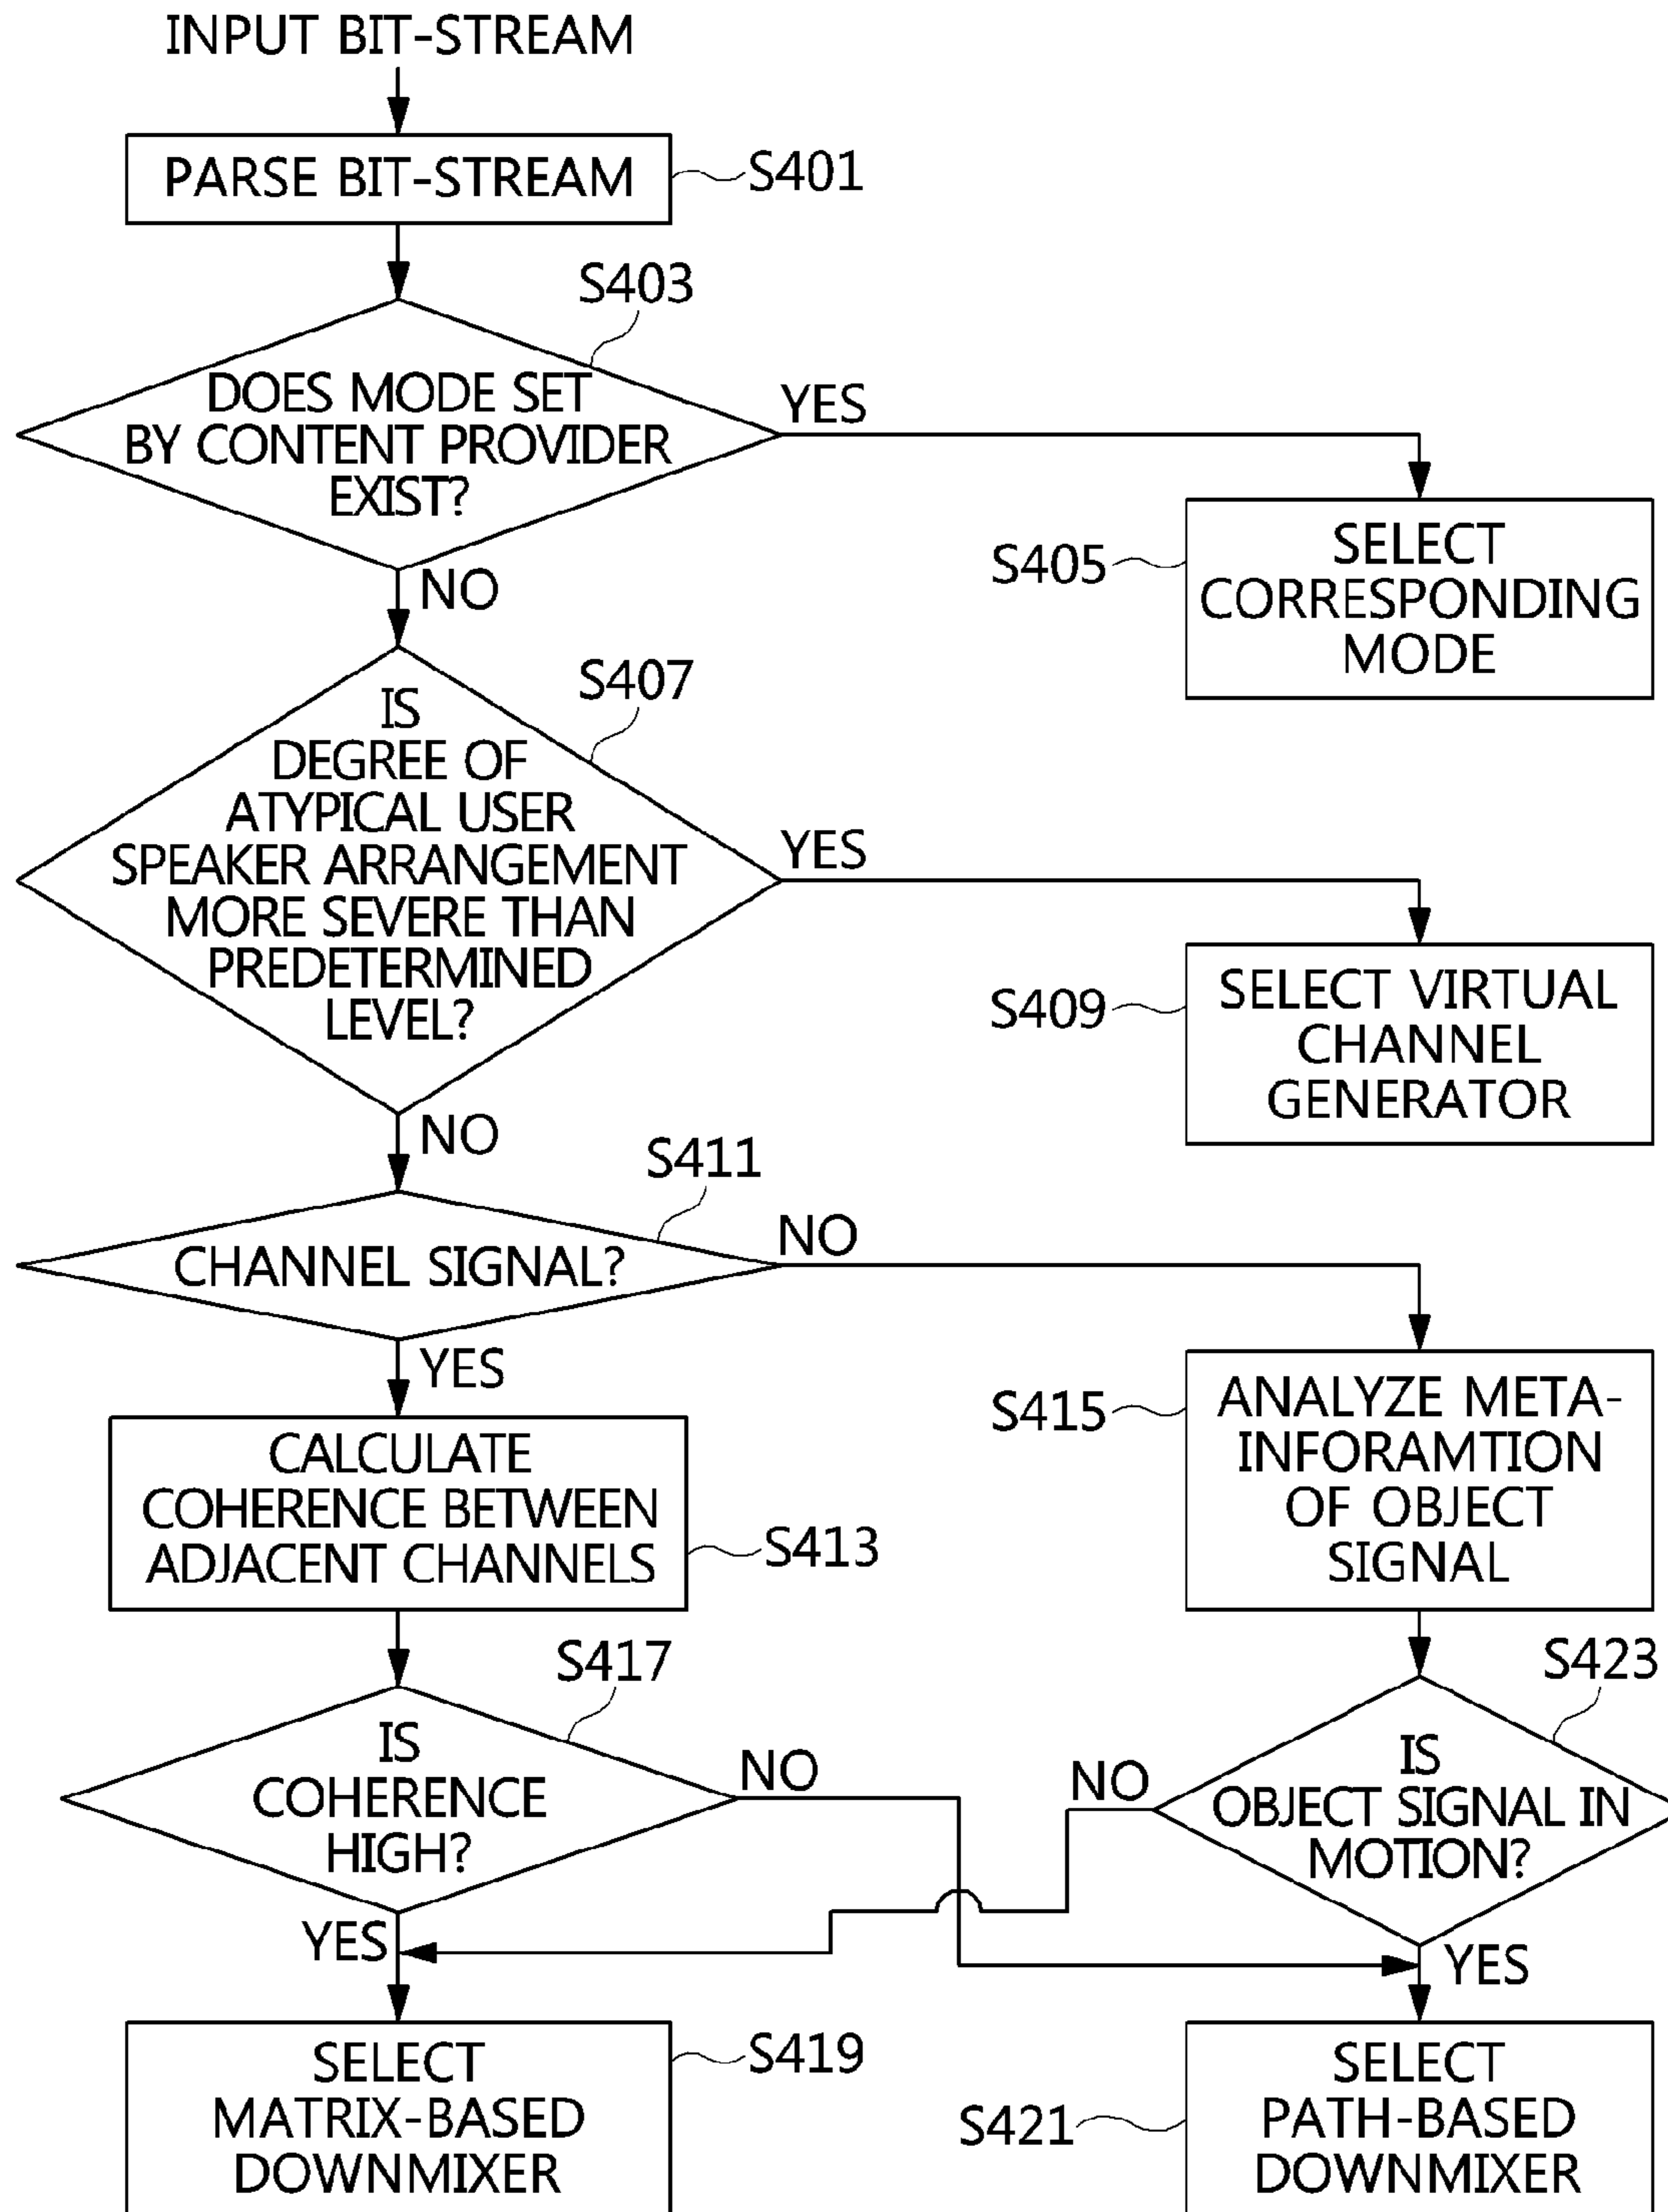 INPUT BIT-STREAM
PARSE BIT-STREAM
S401
S403
DOES MODE SET
BY CONTENT PROVIDER
EXIST?
YES
NO
S405
SELECT
CORRESPONDING
MODE
S407
IS
DEGREE OF
ATYPICAL USER
SPEAKER ARRANGEMENT
MORE SEVERE THAN
PREDETERMINED
LEVEL?
YES
NO
S409
SELECT VIRTUAL
CHANNEL
GENERATOR
S411
CHANNEL SIGNAL?
NO
YES
CALCULATE
COHERENCE BETWEEN
ADJACENT CHANNELS
S413
S415
ANALYZE META-
INFORAMTION
OF OBJECT
SIGNAL
S417
IS
COHERENCE
HIGH?
NO
YES
S423
IS
OBJECT SIGNAL IN
MOTION?
NO
YES
SELECT
MATRIX-BASED
DOWNMIXER
S419
S421
SELECT
PATH-BASED
DOWNMIXER